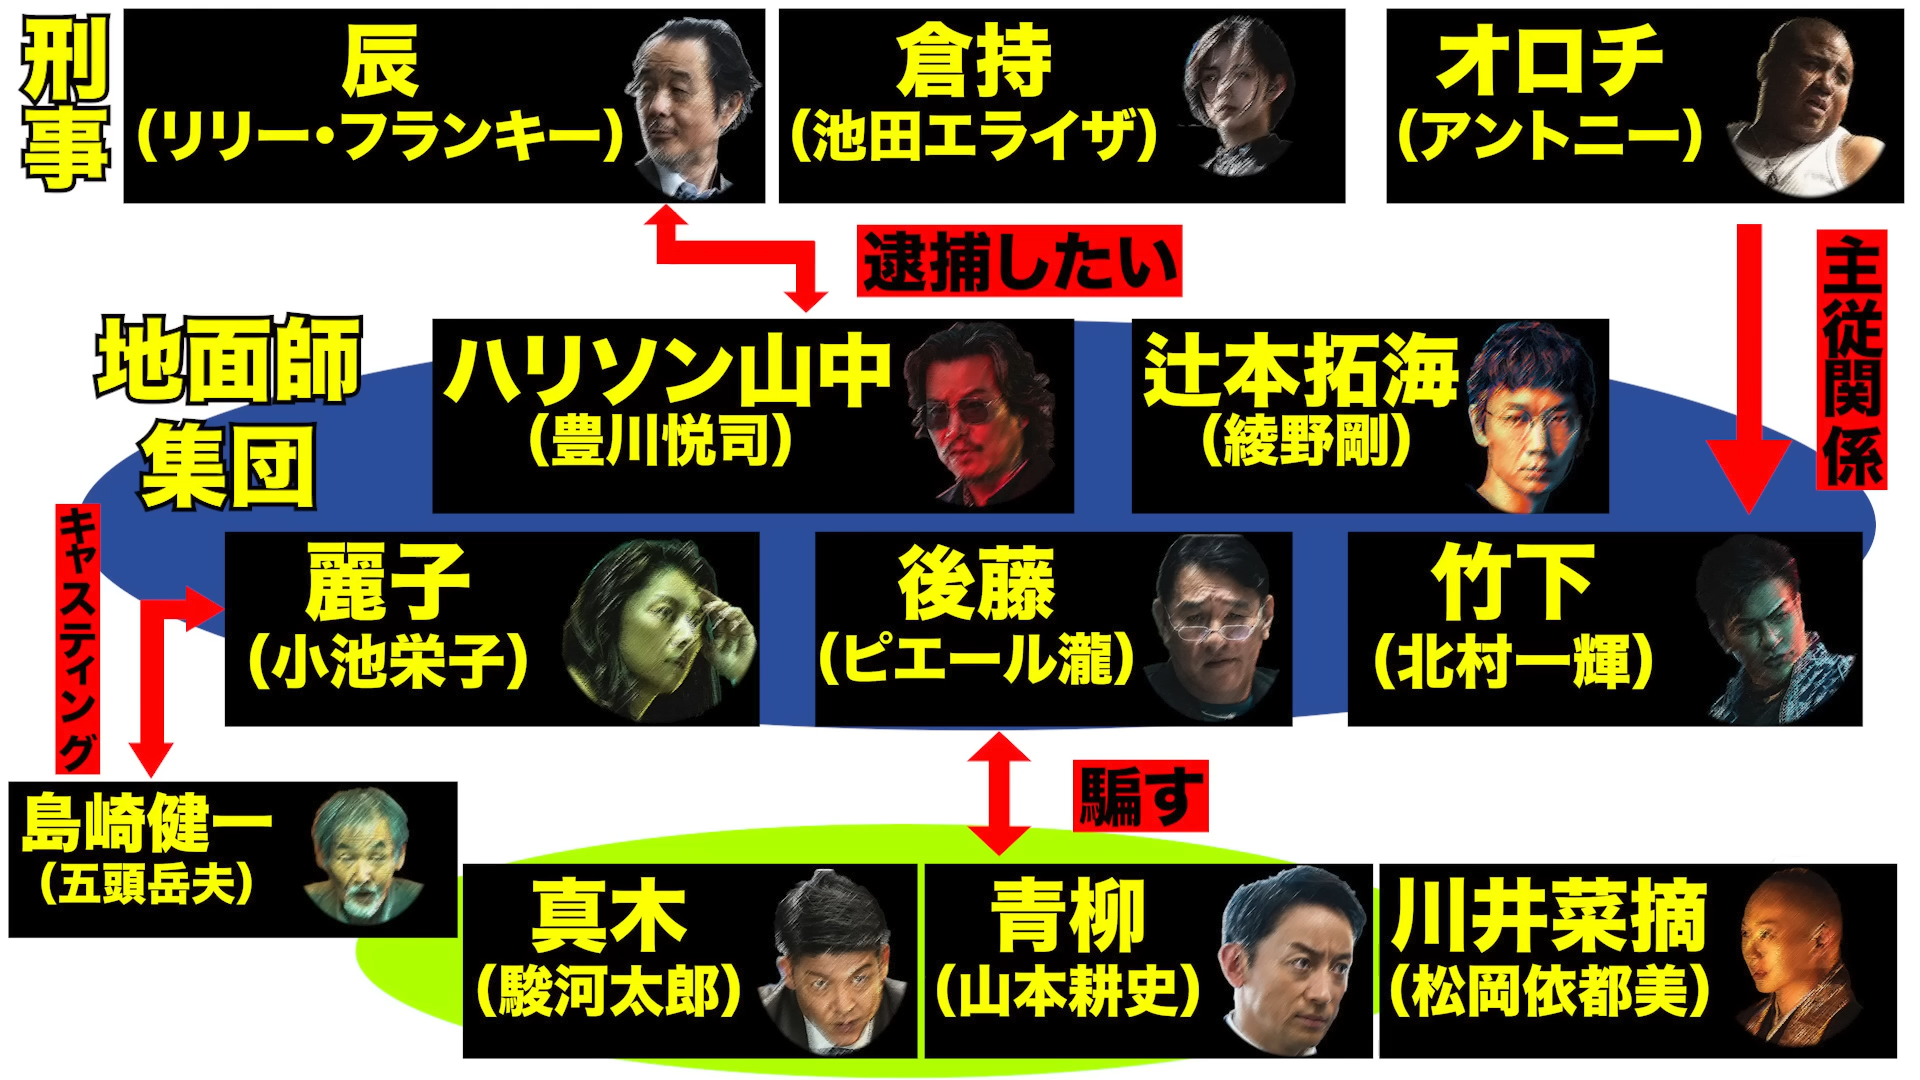 刑事
辰
(リリー・フランキー)
倉持
(池田エライザ)
オロチ
(アントニー)
逮捕したい
主従関係
地面師
集団
ハリソン山中
(豊川悦司)
辻本拓海
(綾野剛)
キャスティング
麗子
(小池栄子)
後藤
(ピエール瀧)
竹下
(北村一輝)
騙す
島崎健一
(五頭岳夫)
真木
(駿河太郎)
青柳
(山本耕史)
川井菜摘
(松岡依都美)